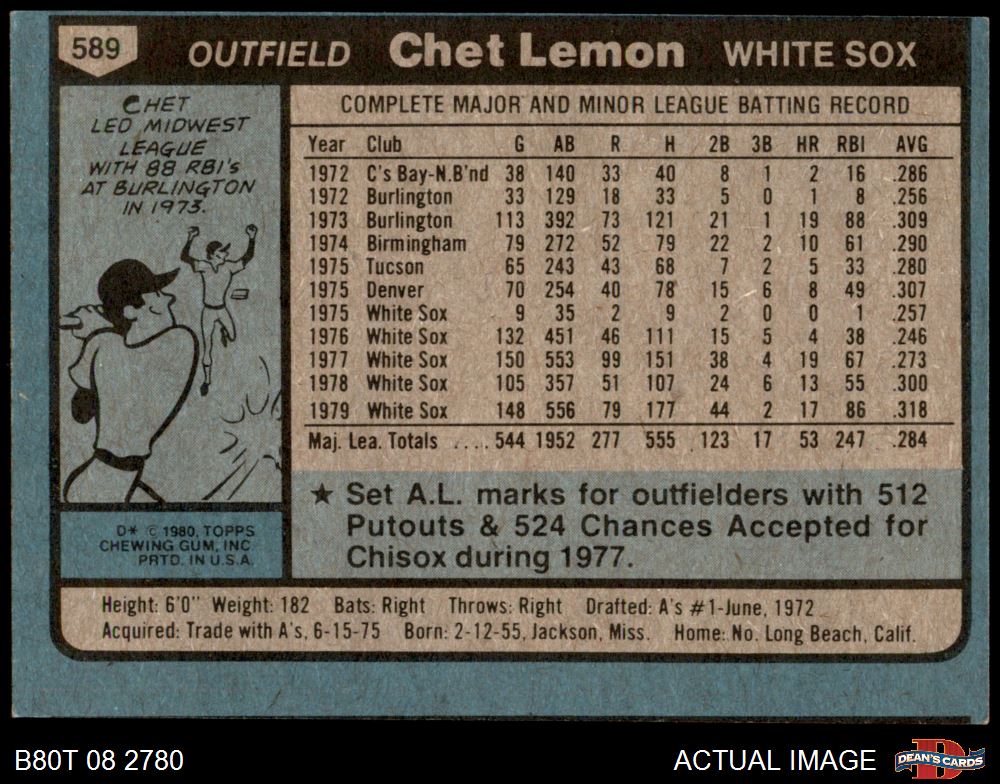 589 OUTFIELD Chet Lemon WHITE SOX
CHET
LED MIDWEST
LEAGUE
WITH 88 RBI'S
AT BURLINGTON
IN 1973.
D* © 1980, TOPPS
CHEWING GUM, INC.
PRTD. IN U.S.A.
COMPLETE MAJOR AND MINOR LEAGUE BATTING RECORD
Year Club G AB R H 2B 3B HR RBI AVG
1972 C's Bay-N.B'nd 38 140 33 40 8 1 2 16 .286
1972 Burlington 33 129 18 33 5 0 1 8 .256
1973 Burlington 113 392 73 121 21 1 19 88 .309
1974 Birmingham 79 272 52 79 22 2 10 61 .290
1975 Tucson 65 243 43 68 7 2 5 33 .280
1975 Denver 70 254 40 78 15 6 8 49 .307
1975 White Sox 9 35 2 9 2 0 0 1 .257
1976 White Sox 132 451 46 111 15 5 4 38 .246
1977 White Sox 150 553 99 151 38 4 19 67 .273
1978 White Sox 105 357 51 107 24 6 13 55 .300
1979 White Sox 148 556 79 177 44 2 17 86 .318
Maj. Lea. Totals .... 544 1952 277 555 123 17 53 247 .284
★ Set A.L. marks for outfielders with 512
Putouts & 524 Chances Accepted for
Chisox during 1977.
Height: 6'0" Weight: 182 Bats: Right Throws: Right Drafted: A's #1-June, 1972
Acquired: Trade with A's, 6-15-75 Born: 2-12-55, Jackson, Miss. Home: No. Long Beach, Calif.
B80T 08 2780 ACTUAL IMAGE DEAN'S CARDS